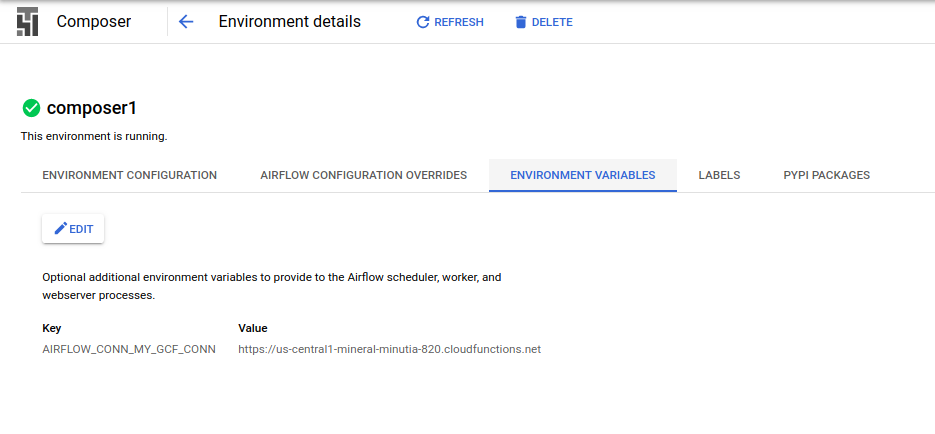 Composer
Environment details
REFRESH
DELETE
composer1
This environment is running.
ENVIRONMENT CONFIGURATION
AIRFLOW CONFIGURATION OVERRIDES
ENVIRONMENT VARIABLES
LABELS
PYPI PACKAGES
EDIT
Optional additional environment variables to provide to the Airflow scheduler, worker, and
webserver processes.
Key Value
AIRFLOW_CONN_MY_GCF_CONN https://us-central1-mineral-minutia-820.cloudfunctions.net